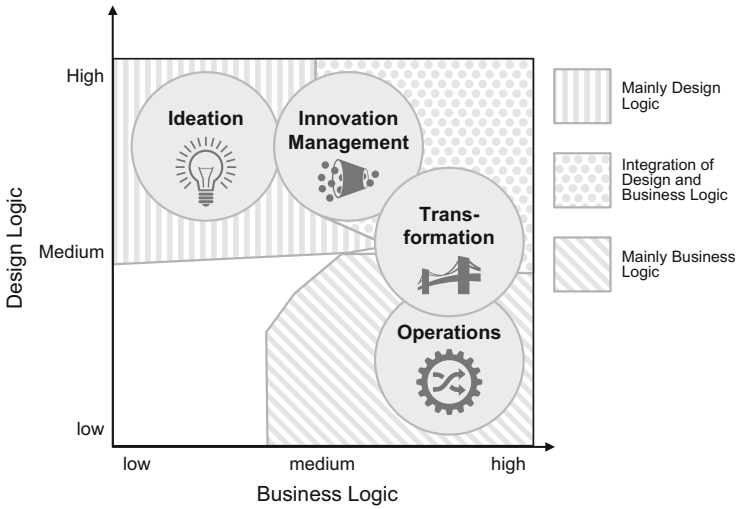 Design Logic
High
Medium
low
Ideation
Innovation
Management
Trans-
formation
Operations
low
medium
high
Business Logic
Mainly Design
Logic
Integration of
Design and
Business Logic
Mainly Business
Logic